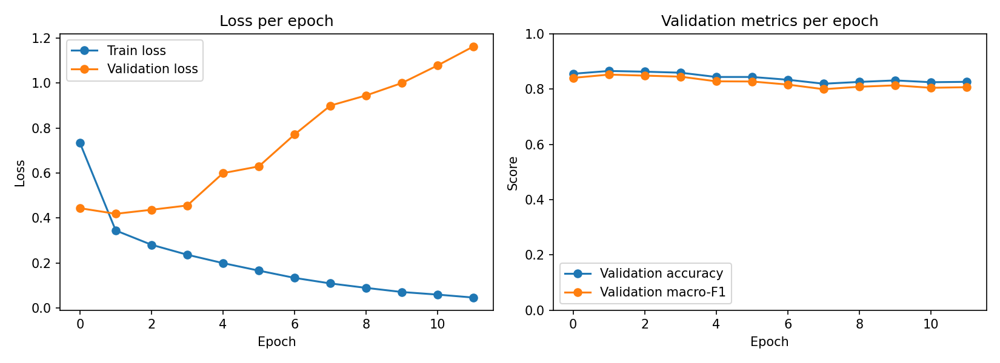 Loss per epoch
Train loss
Validation loss
1.2
1.0
0.8
0.6
0.4
0.2
0.0
Loss
0 2 4 6 8 10
Epoch
Validation metrics per epoch
1.0
0.8
0.6
0.4
0.2
0.0
Score
Validation accuracy
Validation macro-F1
0 2 4 6 8 10
Epoch